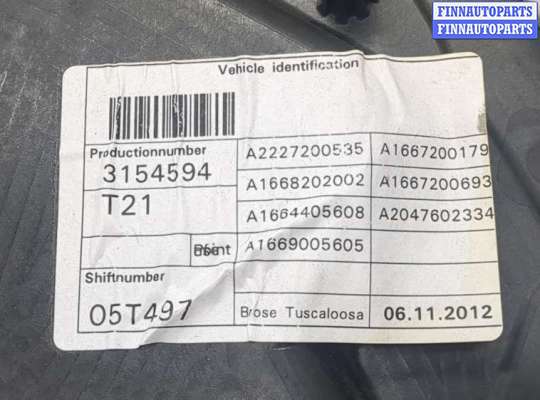 FINNAUTOPARTS
FINNAUTOPARTS
Vehicle identification
Productionnumber
3154594
T21
A2227200535 A1667200179
A1668202002 A1667200693
A1664405608 A2047602334
A1669005605
Shiftnumber
05T497
Brose Tuscaloosa 06.11.2012